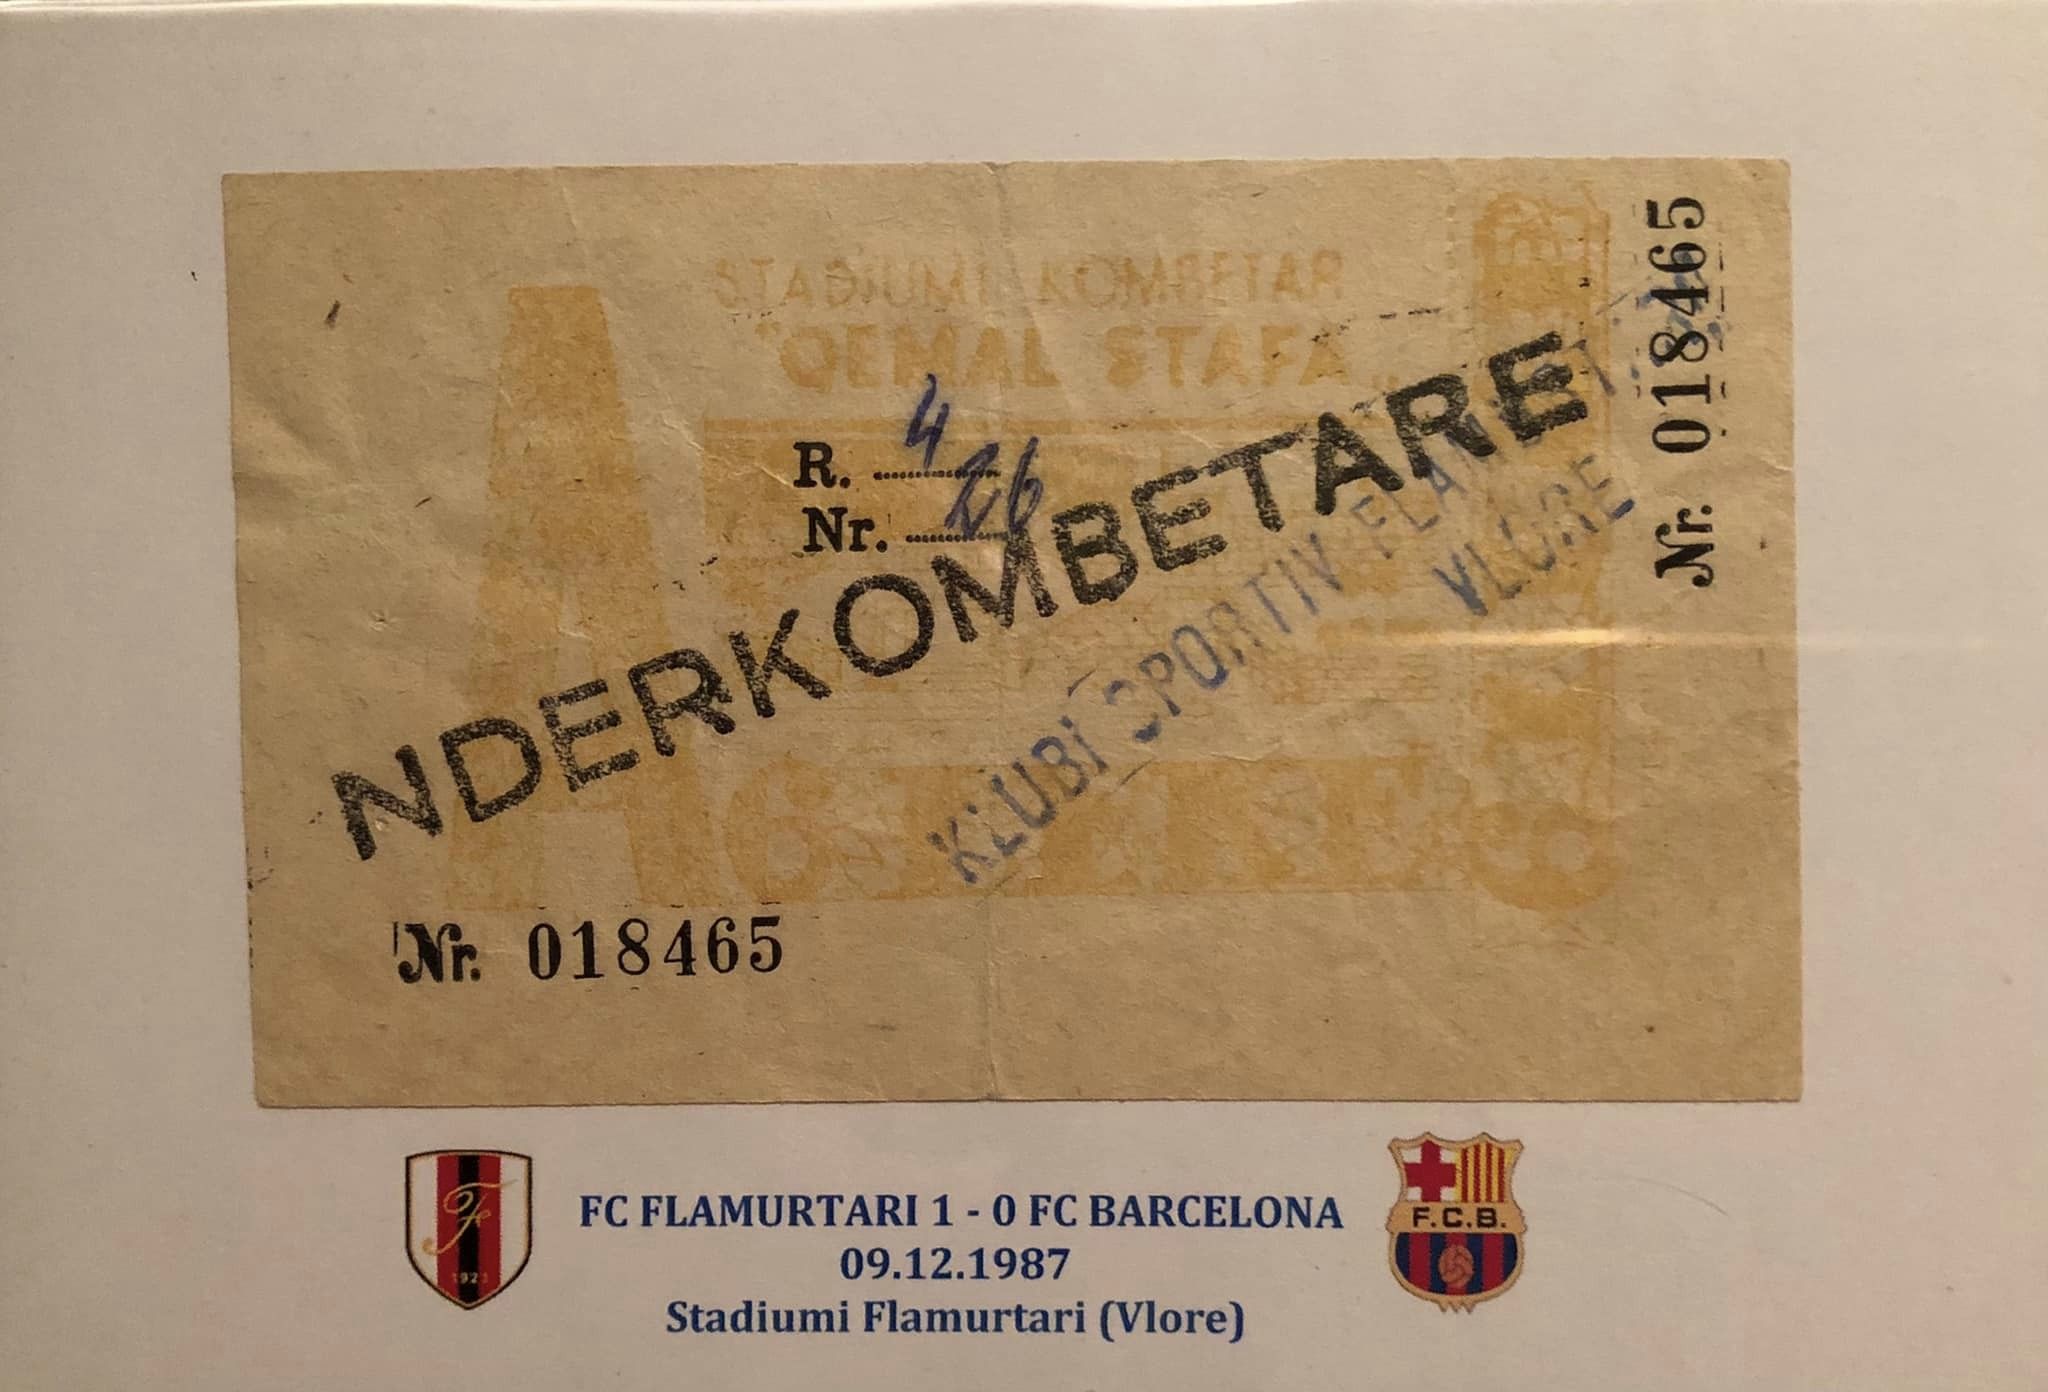 STADIUMI KOMBETAR
"QEMAL STAFA"
R. 4
Nr. 26
NDERKOMBETARE
KLUBI SPORTIV
VLORE
Nr. 018465
Nr. 018465
F
F.C.B.
FC FLAMURTARI 1 - 0 FC BARCELONA
09.12.1987
Stadiumi Flamurtari (Vlore)